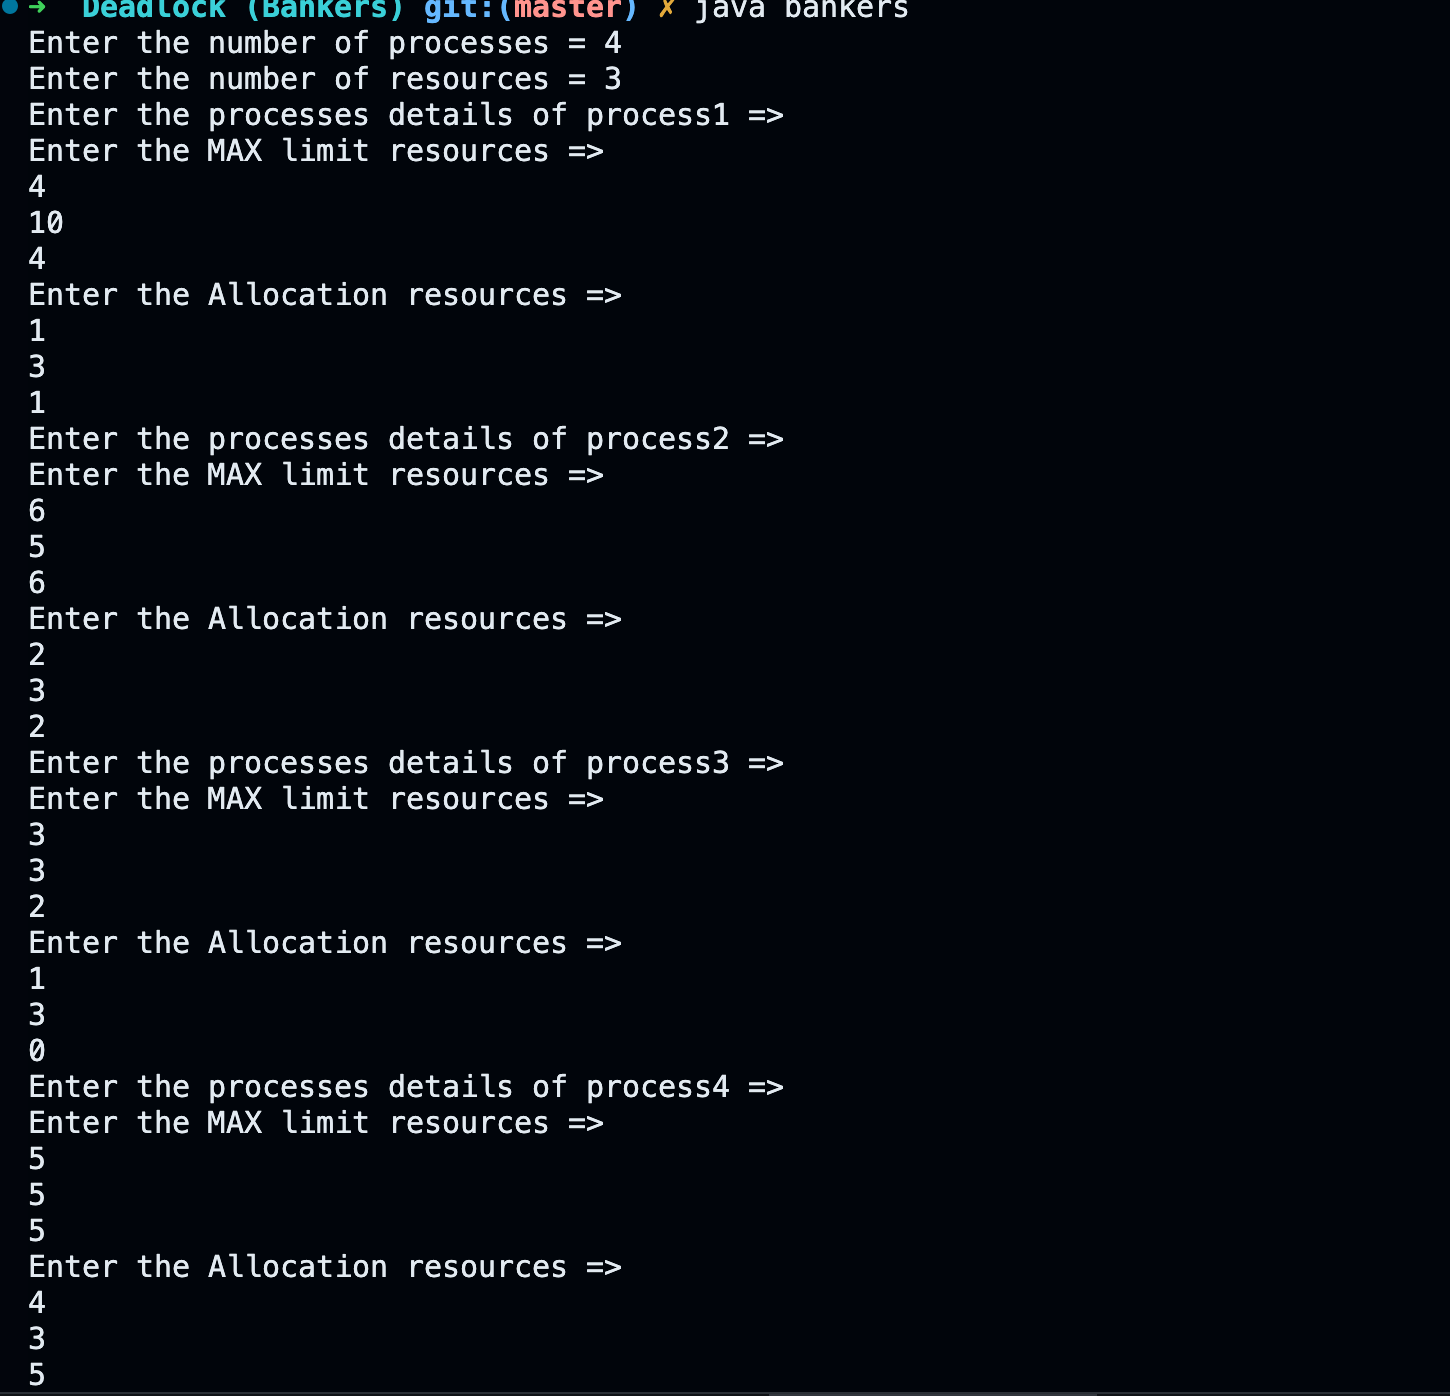 ➜  Deadlock (Bankers) git:(master) ✗ java bankers
Enter the number of processes = 4
Enter the number of resources = 3
Enter the processes details of process1 =>
Enter the MAX limit resources =>
4
10
4
Enter the Allocation resources =>
1
3
1
Enter the processes details of process2 =>
Enter the MAX limit resources =>
6
5
6
Enter the Allocation resources =>
2
3
2
Enter the processes details of process3 =>
Enter the MAX limit resources =>
3
3
2
Enter the Allocation resources =>
1
3
0
Enter the processes details of process4 =>
Enter the MAX limit resources =>
5
5
5
Enter the Allocation resources =>
4
3
5